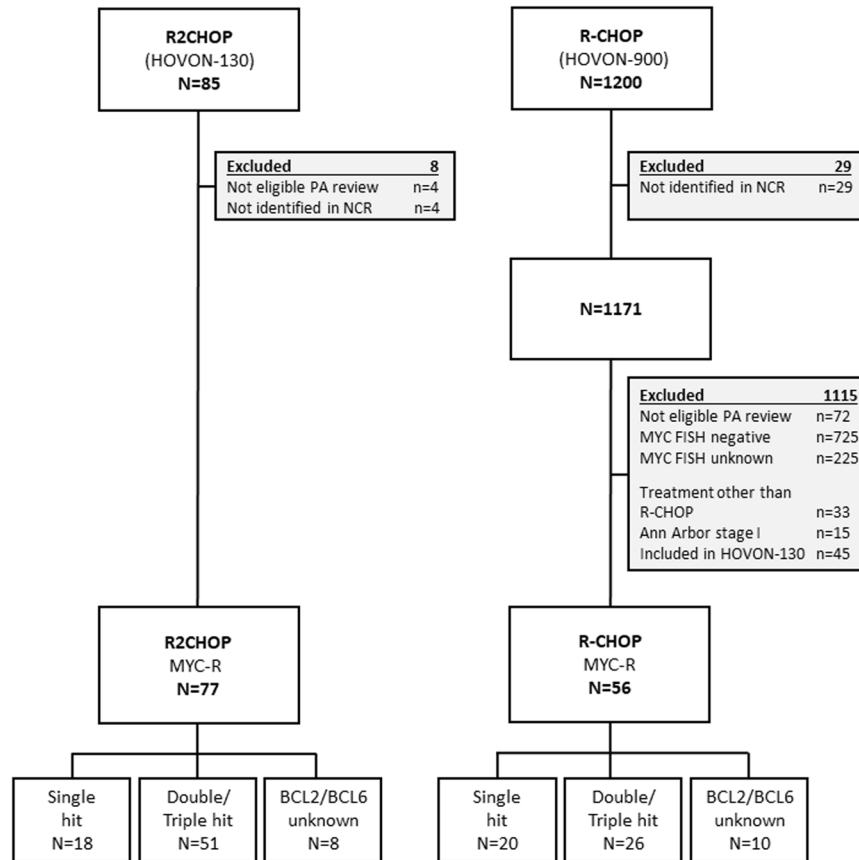 R2CHOP
(HOVON-130)
N=85
Excluded 8
Not eligible PA review n=4
Not identified in NCR n=4
R2CHOP
MYC-R
N=77
Single
hit
N=18
Double/
Triple hit
N=51
BCL2/BCL6
unknown
N=8
R-CHOP
(HOVON-900)
N=1200
Excluded 29
Not identified in NCR n=29
N=1171
Excluded 1115
Not eligible PA review n=72
MYC FISH negative n=725
MYC FISH unknown n=225
Treatment other than
R-CHOP n=33
Ann Arbor stage I n=15
Included in HOVON-130 n=45
R-CHOP
MYC-R
N=56
Single
hit
N=20
Double/
Triple hit
N=26
BCL2/BCL6
unknown
N=10